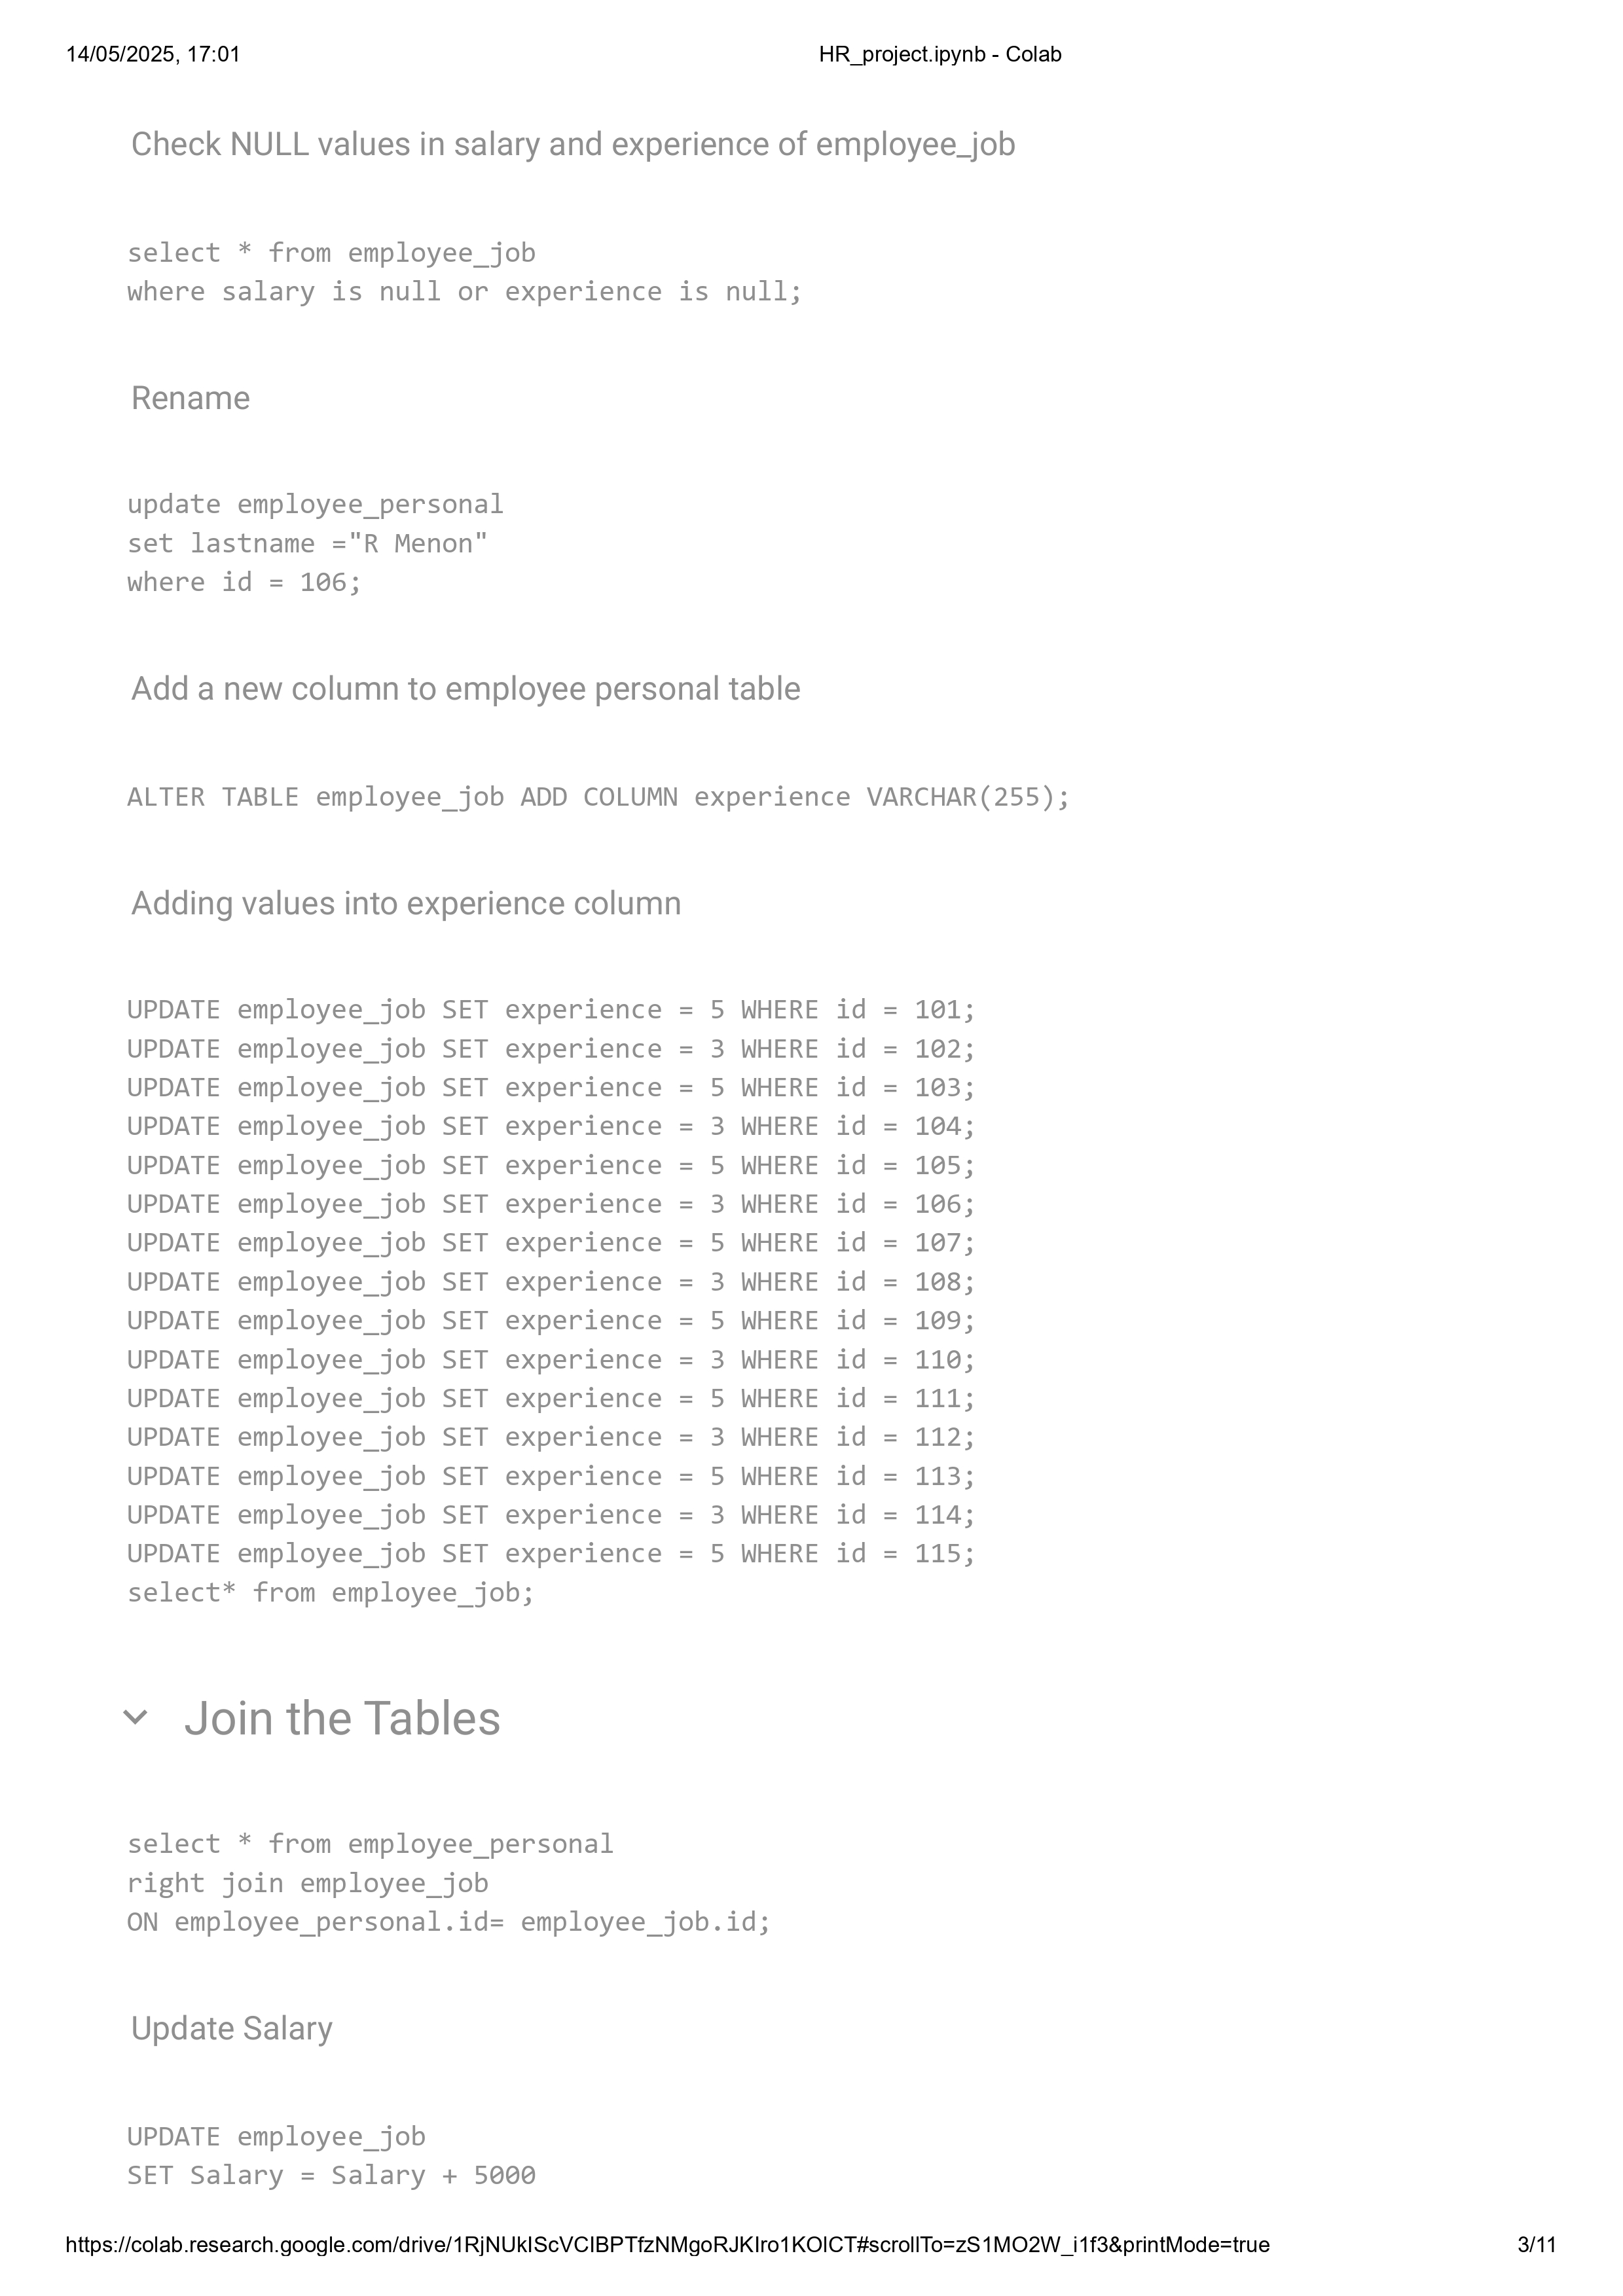 14/05/2025, 17:01 HR_project.ipynb - Colab
Check NULL values in salary and experience of employee_job
select * from employee_job
where salary is null or experience is null;
Rename
update employee_personal
set lastname ="R Menon"
where id = 106;
Add a new column to employee personal table
ALTER TABLE employee_job ADD COLUMN experience VARCHAR(255);
Adding values into experience column
UPDATE employee_job SET experience = 5 WHERE id = 101;
UPDATE employee_job SET experience = 3 WHERE id = 102;
UPDATE employee_job SET experience = 5 WHERE id = 103;
UPDATE employee_job SET experience = 3 WHERE id = 104;
UPDATE employee_job SET experience = 5 WHERE id = 105;
UPDATE employee_job SET experience = 3 WHERE id = 106;
UPDATE employee_job SET experience = 5 WHERE id = 107;
UPDATE employee_job SET experience = 3 WHERE id = 108;
UPDATE employee_job SET experience = 5 WHERE id = 109;
UPDATE employee_job SET experience = 3 WHERE id = 110;
UPDATE employee_job SET experience = 5 WHERE id = 111;
UPDATE employee_job SET experience = 3 WHERE id = 112;
UPDATE employee_job SET experience = 5 WHERE id = 113;
UPDATE employee_job SET experience = 3 WHERE id = 114;
UPDATE employee_job SET experience = 5 WHERE id = 115;
select* from employee_job;
Join the Tables
select * from employee_personal
right join employee_job
ON employee_personal.id= employee_job.id;
Update Salary
UPDATE employee_job
SET Salary = Salary + 5000
https://colab.research.google.com/drive/1RjNUkIScVClBPTfzNMgoRJKIro1KOlCT#scrollTo=zS1MO2W_i1f3&printMode=true 3/11